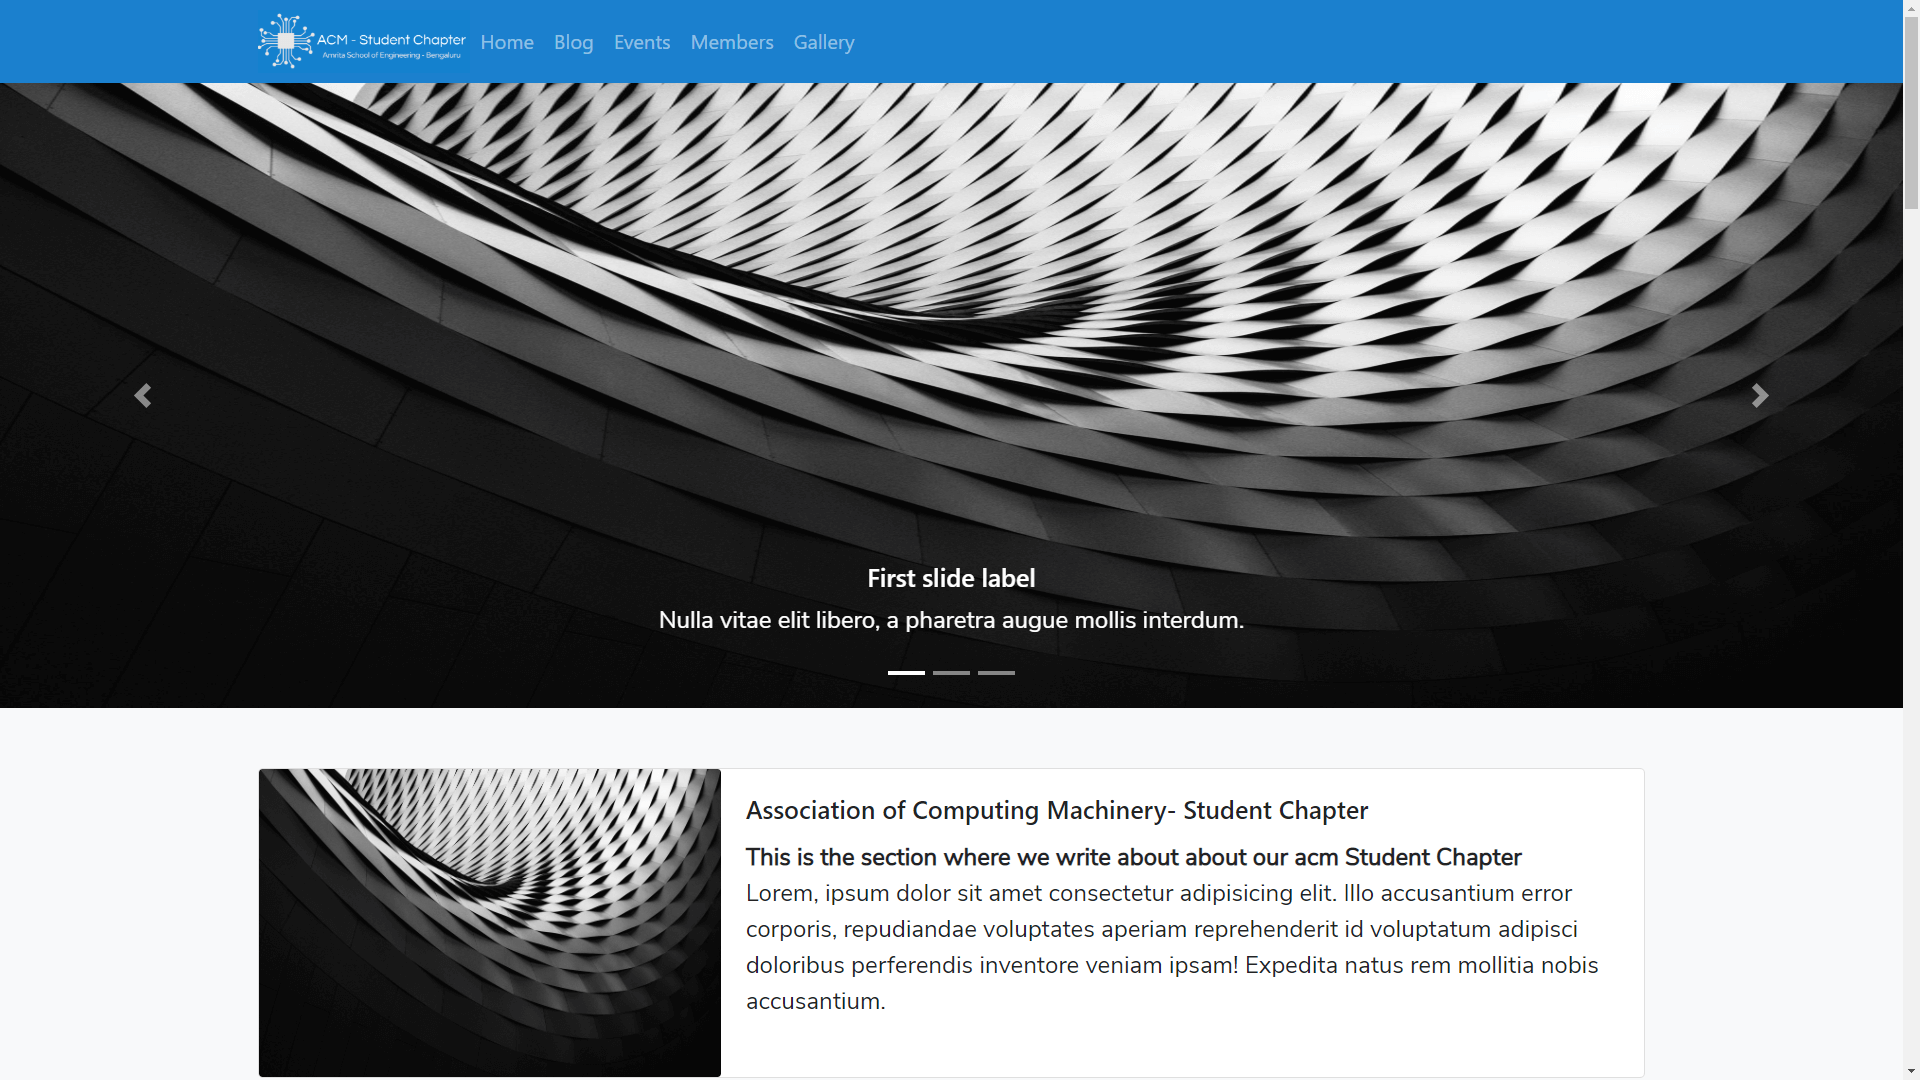 ACM - Student Chapter
Amrita School of Engineering - Bengaluru
Home Blog Events Members Gallery
First slide label
Nulla vitae elit libero, a pharetra augue mollis interdum.
Association of Computing Machinery- Student Chapter
This is the section where we write about about our acm Student Chapter
Lorem, ipsum dolor sit amet consectetur adipisicing elit. Illo accusantium error
corporis, repudiandae voluptates aperiam reprehenderit id voluptatum adipisci
doloribus perferendis inventore veniam ipsam! Expedita natus rem mollitia nobis
accusantium.